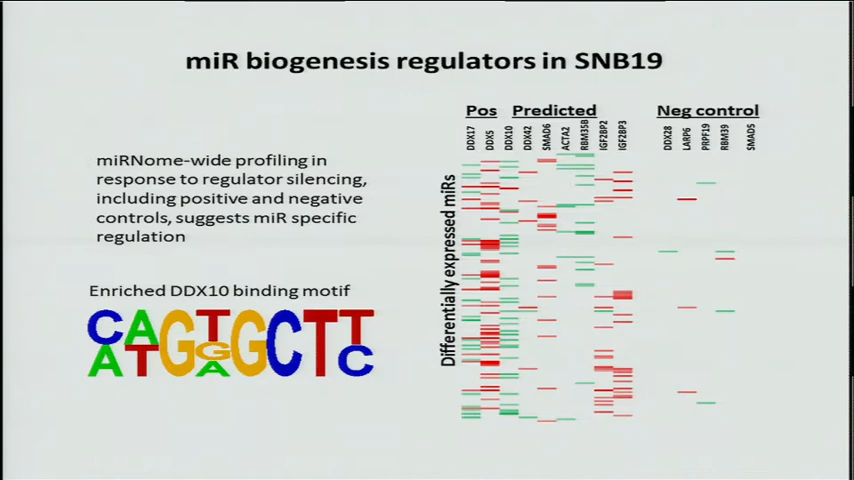 miR biogenesis regulators in SNB19
Pos Predicted Neg control
DDX17 DDX5 DDX10 DDX42 SMAD6 ACTA2 RBM35B IGF2BP2 IGF2BP3 DDX28 LARP6 PRPF19 RBM39 SMAD5
miRNome-wide profiling in
response to regulator silencing,
including positive and negative
controls, suggests miR specific
regulation
Differentially expressed miRs
Enriched DDX10 binding motif
CAGTGCTT
G
ATAC